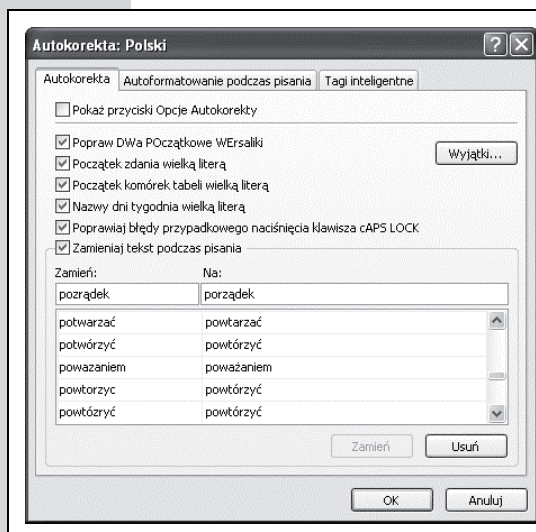 Autokorekta: Polski
Autokorekta Autoformatowanie podczas pisania Tagi inteligentne
Pokaż przyciski Opcje Autokorekty
Popraw DWa POczątkowe WErsaliki
Wyjątki...
Początek zdania wielką literą
Początek komórek tabeli wielką literą
Nazwy dni tygodnia wielką literą
Poprawiaj błędy przypadkowego naciśnięcia klawisza cAPS LOCK
Zamieniaj tekst podczas pisania
Zamień: Na:
pozrądek porządek
potwarzać powtarzać
potwórzyć powtórzyć
powazaniem poważaniem
powtorzyc powtórzyć
powtózryć powtórzyć
Zamień Usuń
OK Anuluj